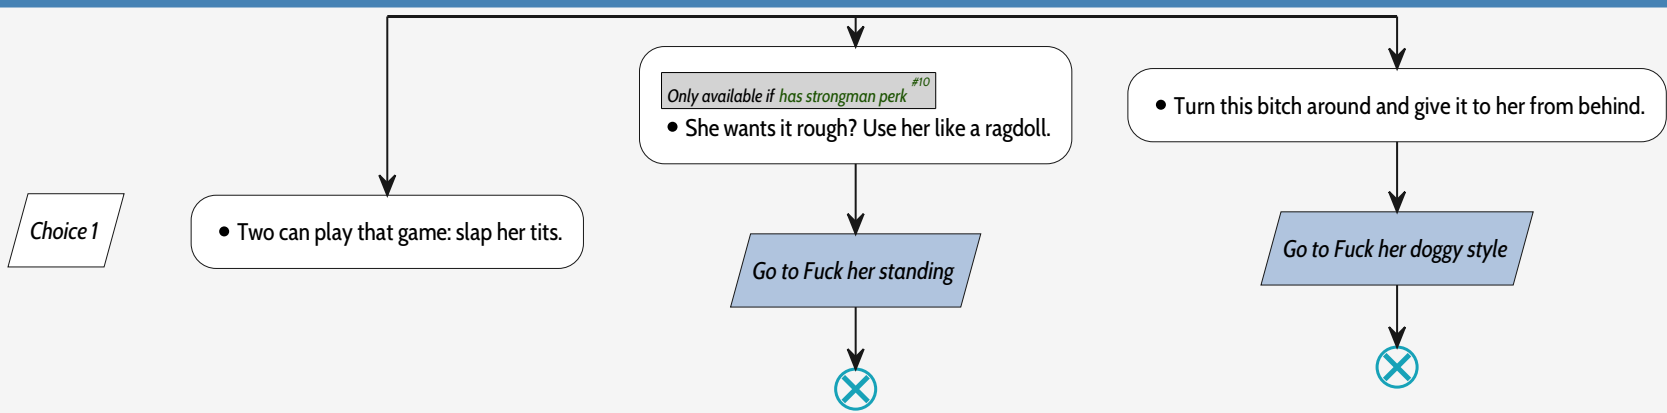 #10
Only available if has strongman perk
She wants it rough? Use her like a ragdoll.
Turn this bitch around and give it to her from behind.
Choice 1
Two can play that game: slap her tits.
Go to Fuck her standing
Go to Fuck her doggy style